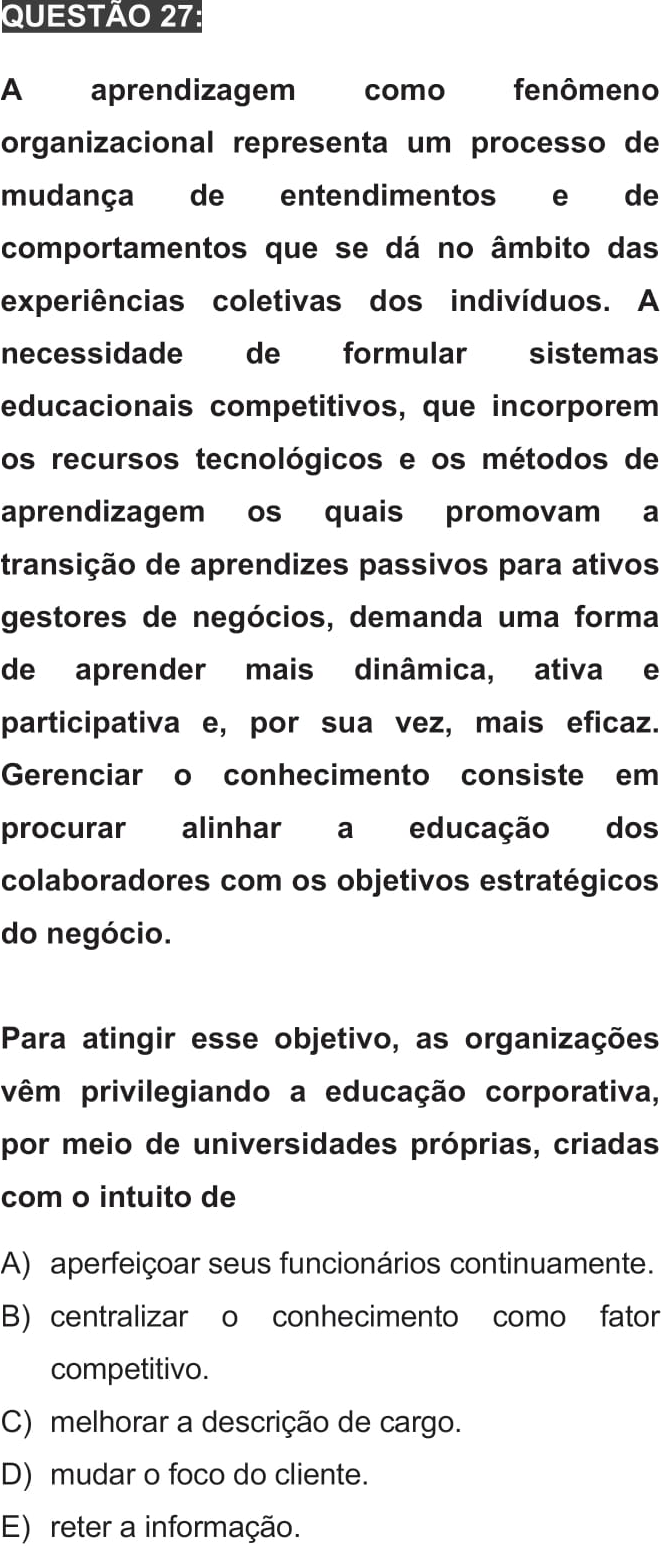 QUESTÃO 27:
A aprendizagem como fenômeno
organizacional representa um processo de
mudança de entendimentos e de
comportamentos que se dá no âmbito das
experiências coletivas dos indivíduos. A
necessidade de formular sistemas
educacionais competitivos, que incorporem
os recursos tecnológicos e os métodos de
aprendizagem os quais promovam a
transição de aprendizes passivos para ativos
gestores de negócios, demanda uma forma
de aprender mais dinâmica, ativa e
participativa e, por sua vez, mais eficaz.
Gerenciar o conhecimento consiste em
procurar alinhar a educação dos
colaboradores com os objetivos estratégicos
do negócio.
Para atingir esse objetivo, as organizações
vêm privilegiando a educação corporativa,
por meio de universidades próprias, criadas
com o intuito de
A) aperfeiçoar seus funcionários continuamente.
B) centralizar o conhecimento como fator
competitivo.
C) melhorar a descrição de cargo.
D) mudar o foco do cliente.
E) reter a informação.